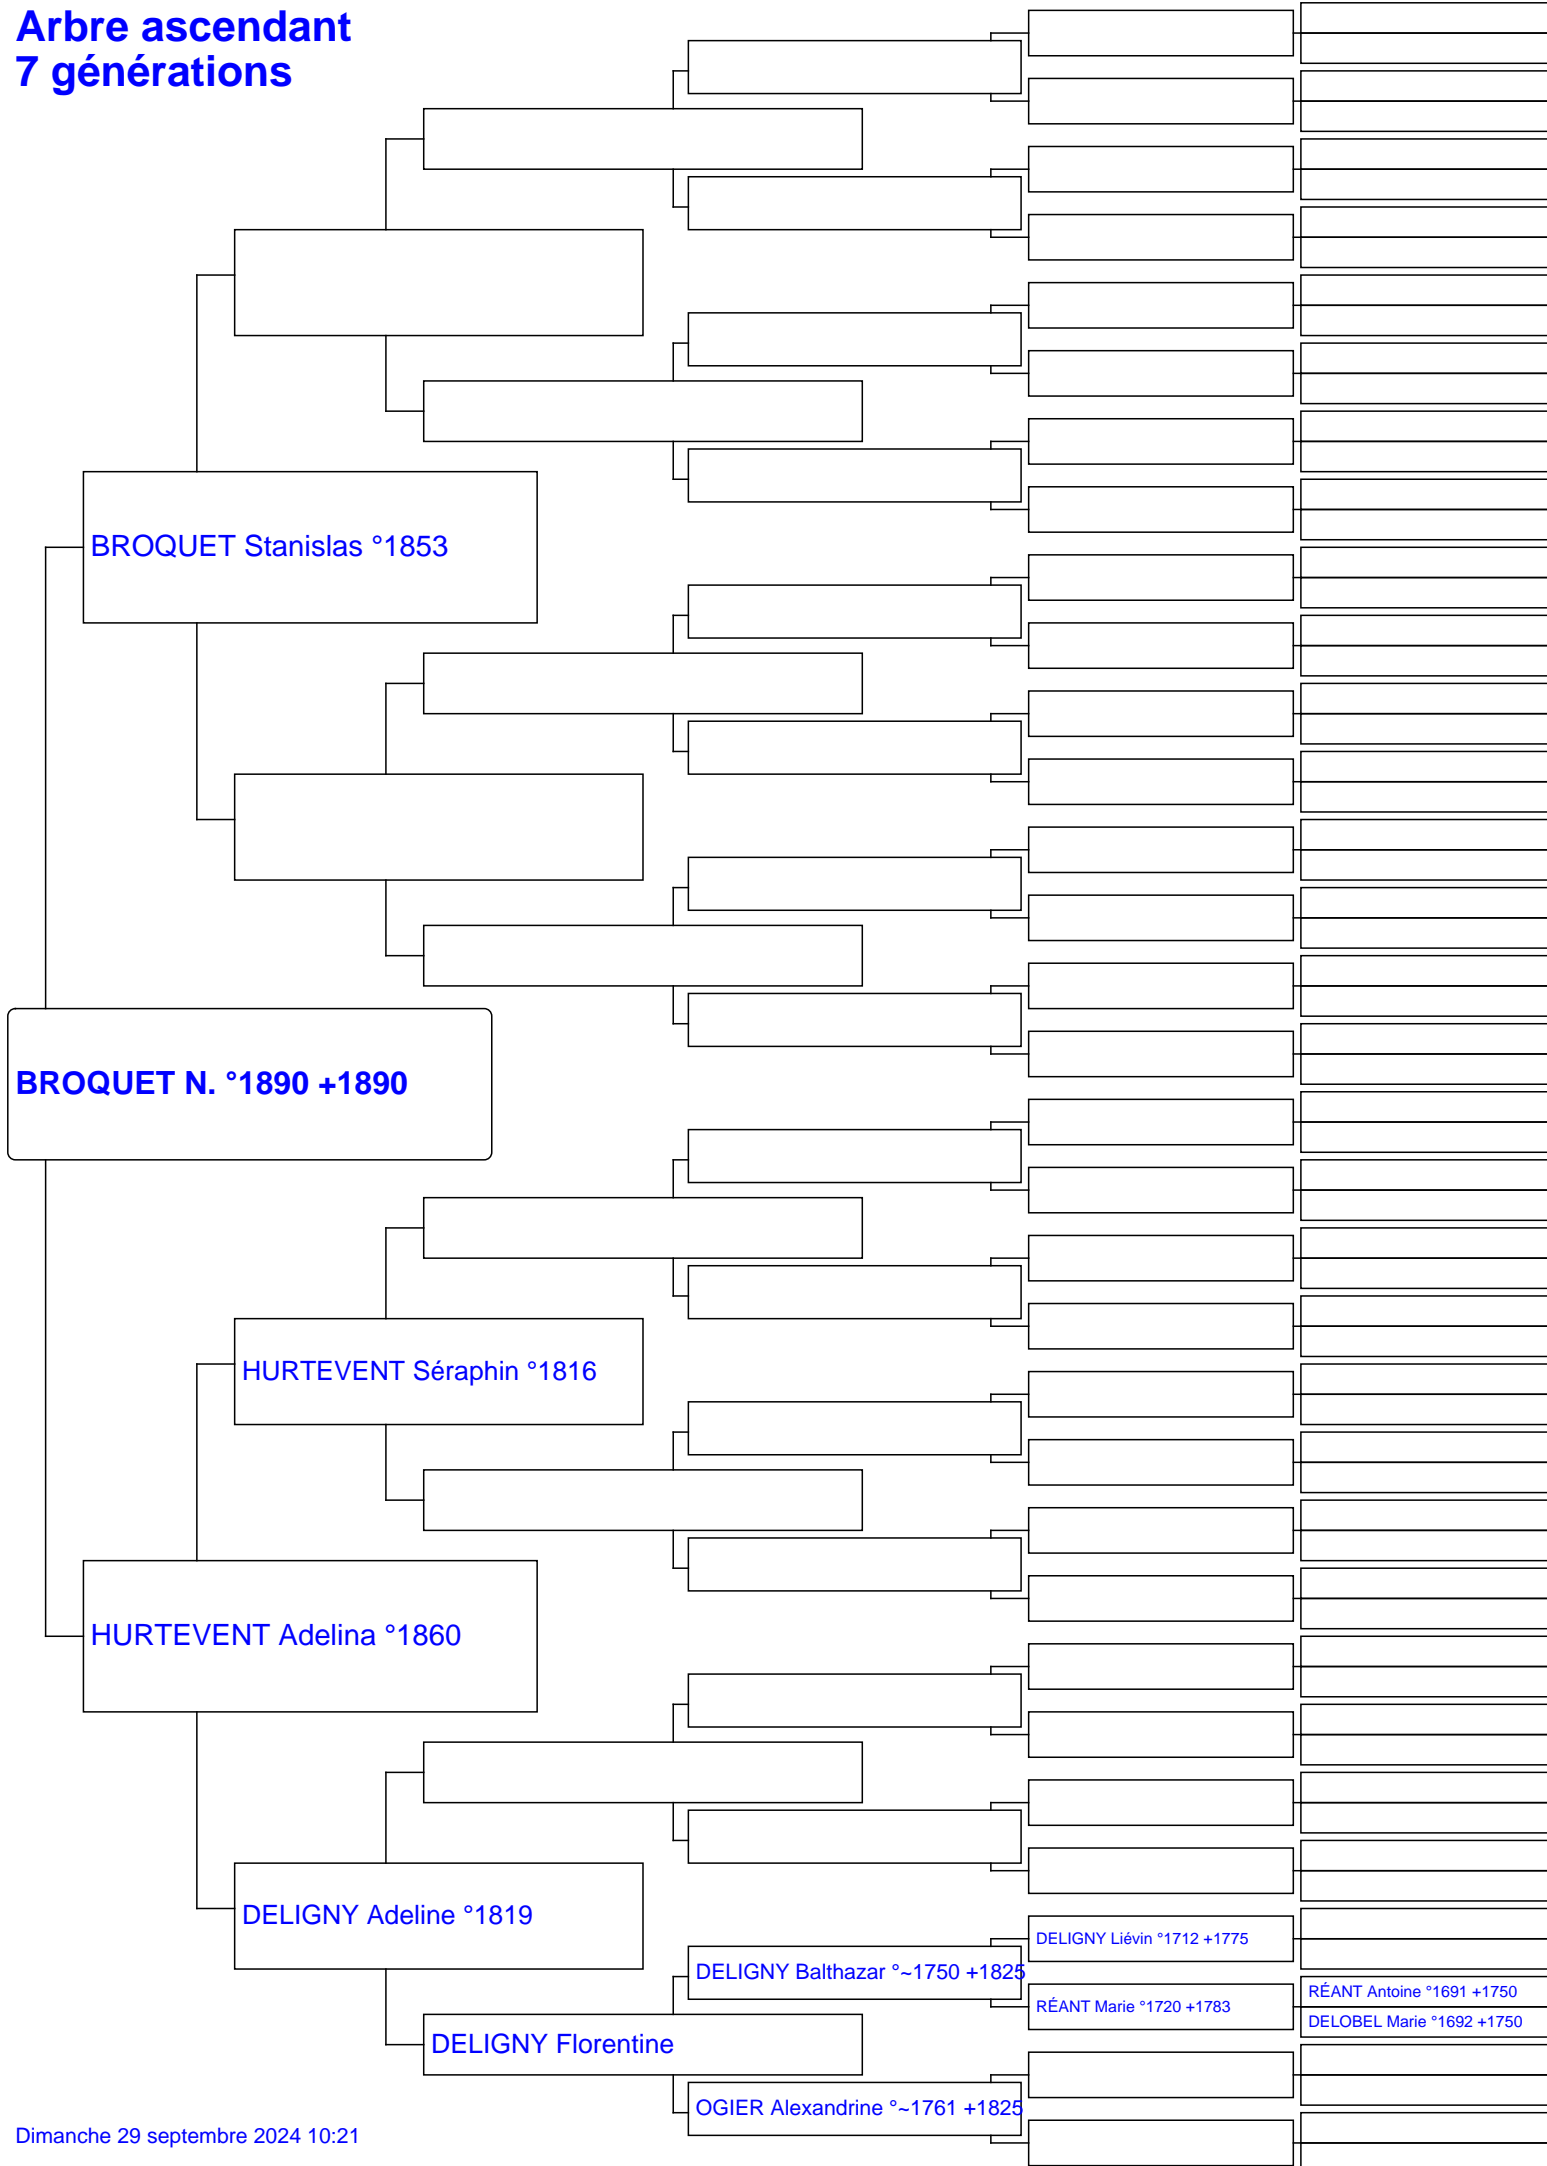 Arbre ascendant
7 générations
BROQUET Stanislas °1853
BROQUET N. °1890 +1890
HURTEVENT Séraphin °1816
HURTEVENT Adelina °1860
DELIGNY Adeline °1819
DELIGNY Liévin °1712 +1775
DELIGNY Balthazar °~1750 +1825
RÉANT Antoine °1691 +1750
RÉANT Marie °1720 +1783
DELOBEL Marie °1692 +1750
DELIGNY Florentine
OGIER Alexandrine °~1761 +1825
Dimanche 29 septembre 2024 10:21